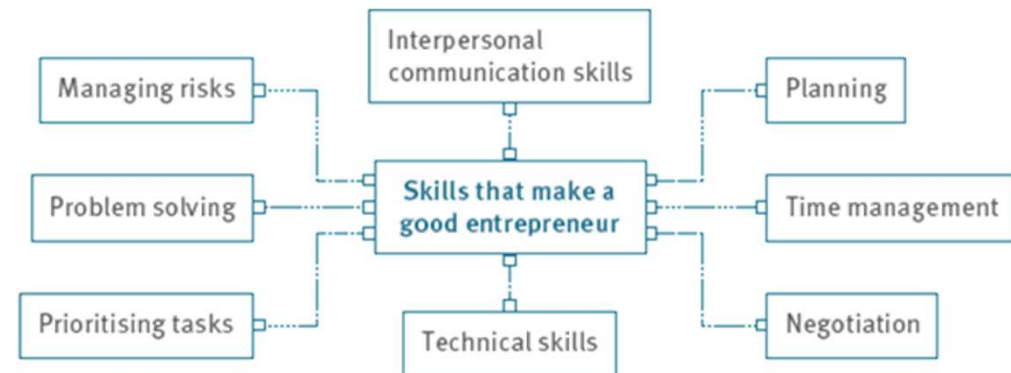 Interpersonal
communication skills
Managing risks
Planning
Skills that make a
good entrepreneur
Problem solving
Time management
Prioritising tasks
Negotiation
Technical skills